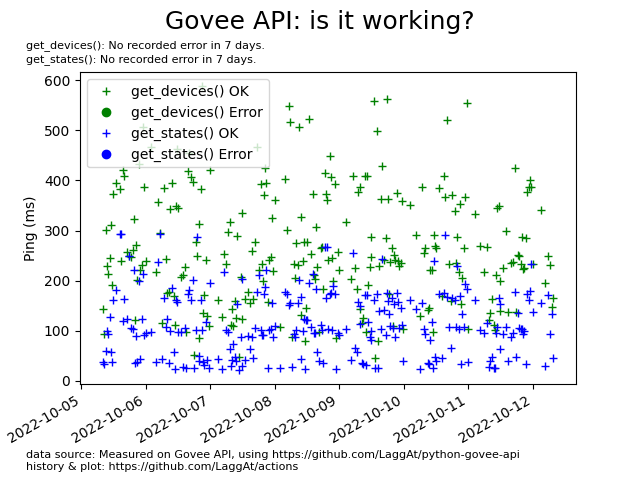 Govee API: is it working?
get_devices(): No recorded error in 7 days.
get_states(): No recorded error in 7 days.
get_devices() OK
get_devices() Error
get_states() OK
get_states() Error
Ping (ms)
600
500
400
300
200
100
0
2022-10-05
2022-10-06
2022-10-07
2022-10-08
2022-10-09
2022-10-10
2022-10-11
2022-10-12
data source: Measured on Govee API, using https://github.com/LaggAt/python-govee-api
history & plot: https://github.com/LaggAt/actions